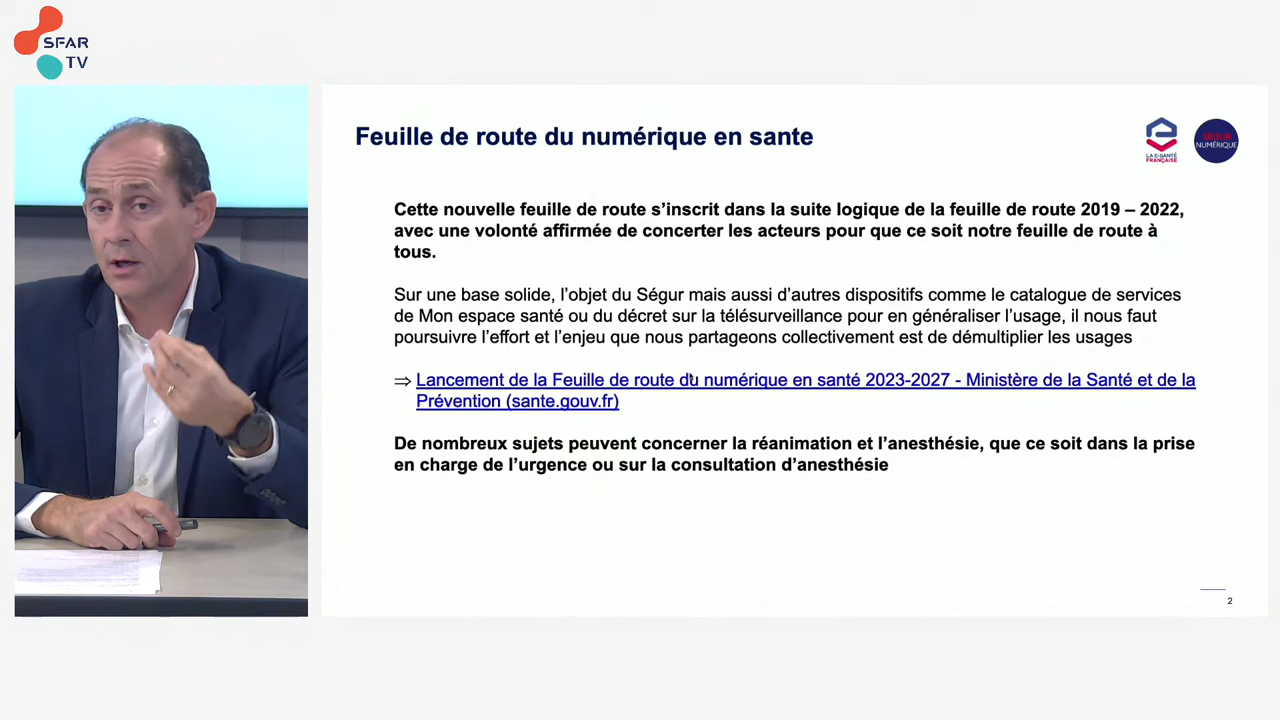 SFAR
TV
Feuille de route du numérique en sante
LA E-SANTÉ
FRANÇAISE
NUMÉRIQUE
Cette nouvelle feuille de route s’inscrit dans la suite logique de la feuille de route 2019 – 2022,
avec une volonté affirmée de concerter les acteurs pour que ce soit notre feuille de route à
tous.
Sur une base solide, l’objet du Ségur mais aussi d’autres dispositifs comme le catalogue de services
de Mon espace santé ou du décret sur la télésurveillance pour en généraliser l’usage, il nous faut
poursuivre l’effort et l’enjeu que nous partageons collectivement est de démultiplier les usages
⇒ Lancement de la Feuille de route du numérique en santé 2023-2027 - Ministère de la Santé et de la
Prévention (sante.gouv.fr)
De nombreux sujets peuvent concerner la réanimation et l’anesthésie, que ce soit dans la prise
en charge de l’urgence ou sur la consultation d’anesthésie
2